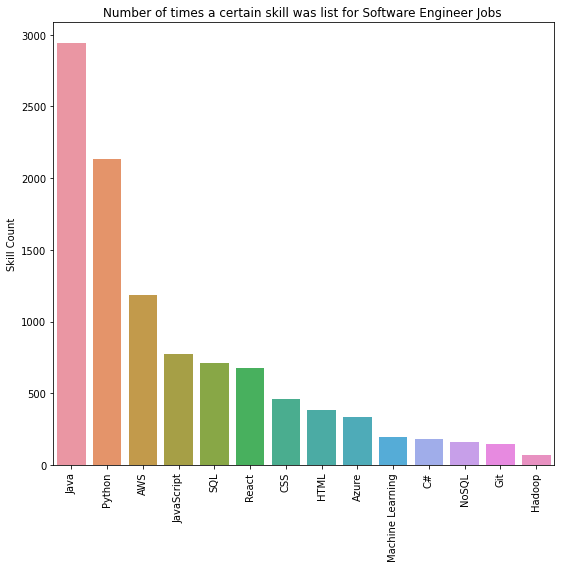 Number of times a certain skill was list for Software Engineer Jobs
3000
2500
2000
1500
1000
500
0
Skill Count
Java
Python
AWS
JavaScript
SQL
React
CSS
HTML
Azure
Machine Learning
C#
NoSQL
Git
Hadoop